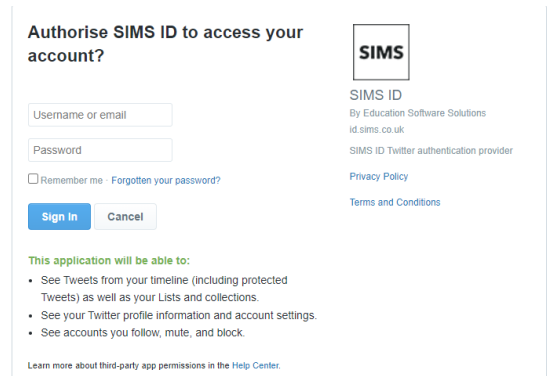 Authorise SIMS ID to access your
account?
Username or email
Password
Remember me · Forgotten your password?
Sign In
Cancel
This application will be able to:
• See Tweets from your timeline (including protected
Tweets) as well as your Lists and collections.
• See your Twitter profile information and account settings.
• See accounts you follow, mute, and block.
Learn more about third-party app permissions in the Help Center.
SIMS
SIMS ID
By Education Software Solutions
id.sims.co.uk
SIMS ID Twitter authentication provider
Privacy Policy
Terms and Conditions